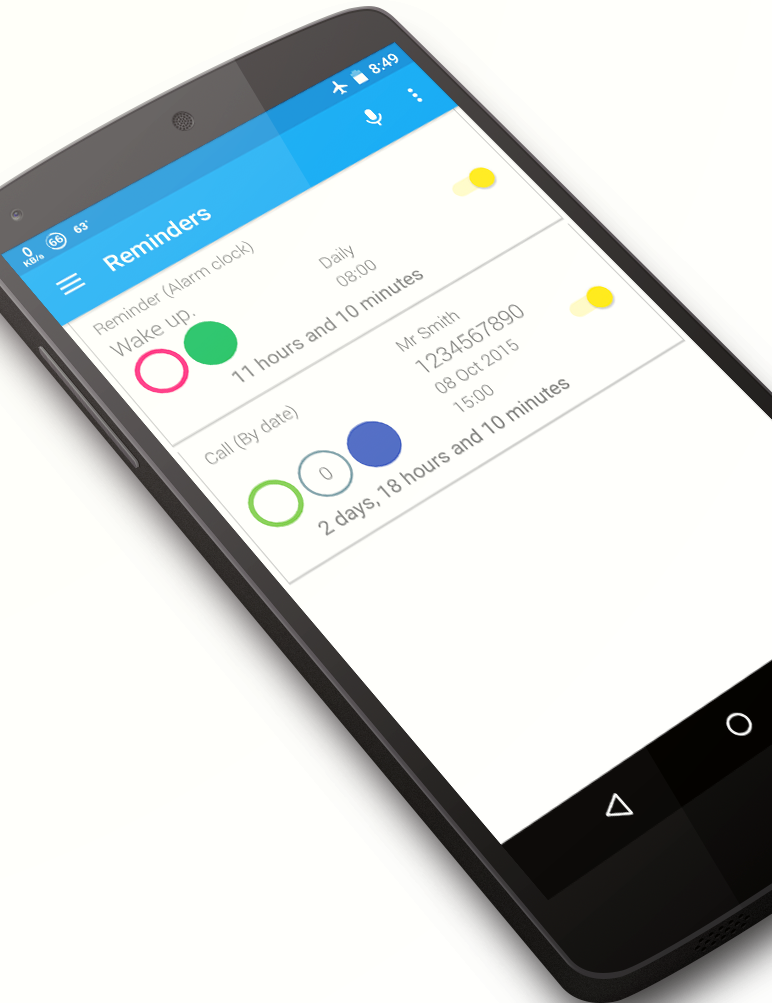 0
KB/s
66
63°
8:49
Reminders
Reminder (Alarm clock)
Wake up.
Daily
08:00
11 hours and 10 minutes
Call (By date)
0
Mr Smith
1234567890
08 Oct 2015
15:00
2 days, 18 hours and 10 minutes